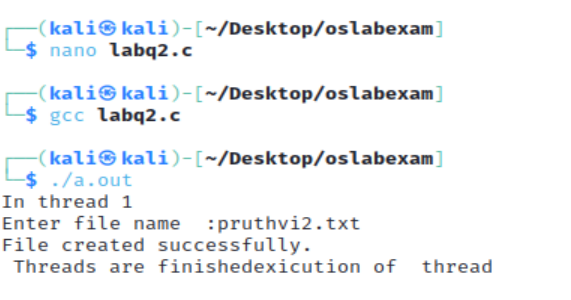 ┌──(kali㉿kali)-[~/Desktop/oslabexam]
└─$ nano labq2.c
┌──(kali㉿kali)-[~/Desktop/oslabexam]
└─$ gcc labq2.c
┌──(kali㉿kali)-[~/Desktop/oslabexam]
└─$ ./a.out
In thread 1
Enter file name  :pruthvi2.txt
File created successfully.
 Threads are finishedexicution of  thread